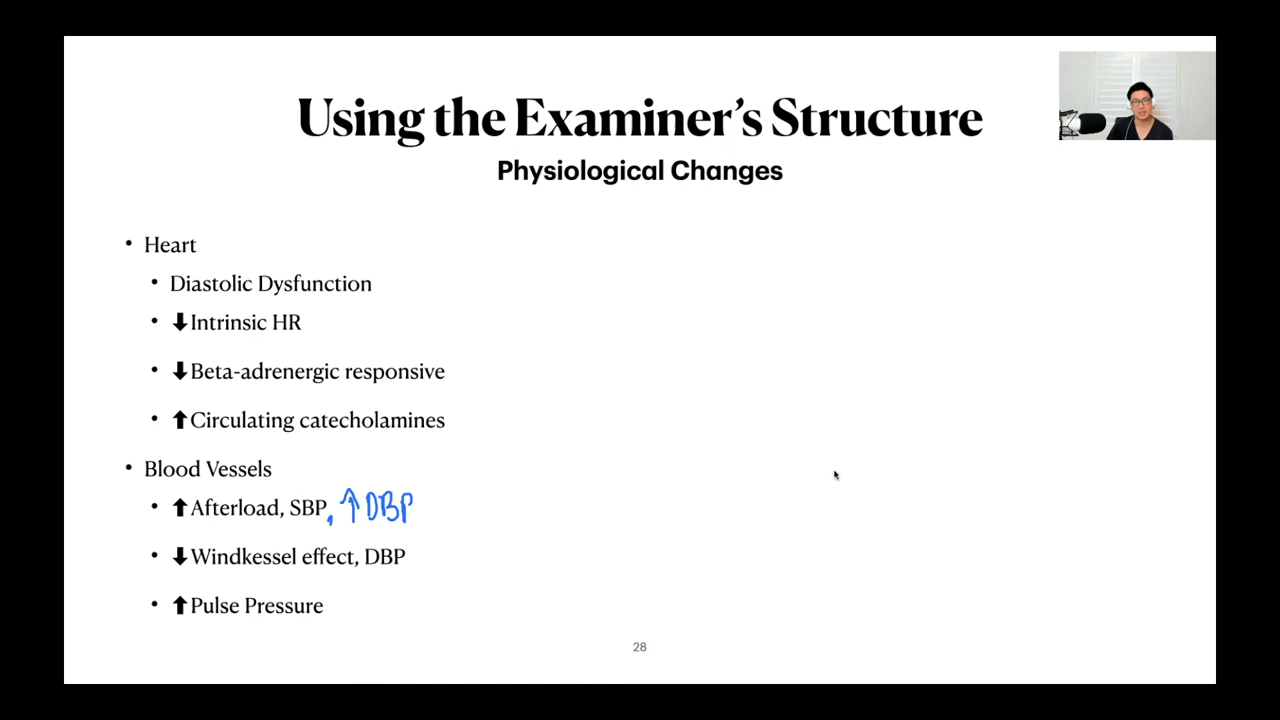 Using the Examiner’s Structure
Physiological Changes
• Heart
• Diastolic Dysfunction
• ⬇Intrinsic HR
• ⬇Beta-adrenergic responsive
• ⬆Circulating catecholamines
• Blood Vessels
• ⬆Afterload, SBP, ↑DBP
• ⬇Windkessel effect, DBP
• ⬆Pulse Pressure
28